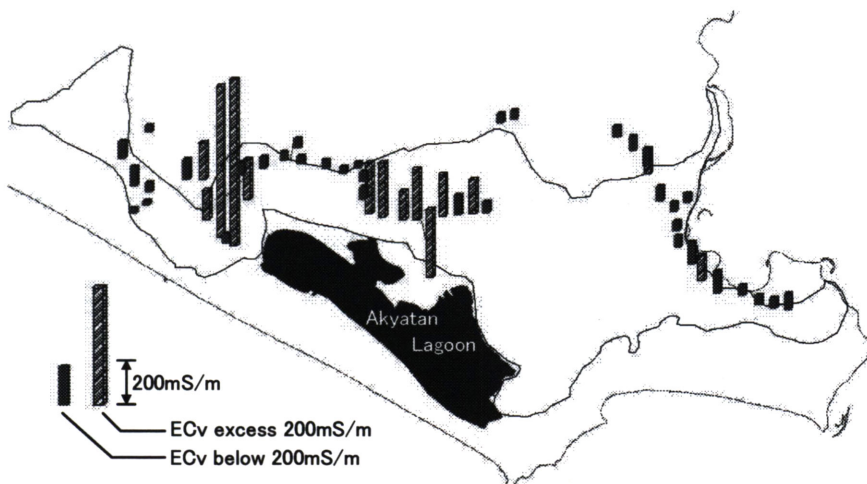 Akyatan
Lagoon
200mS/m
ECv excess 200mS/m
ECv below 200mS/m